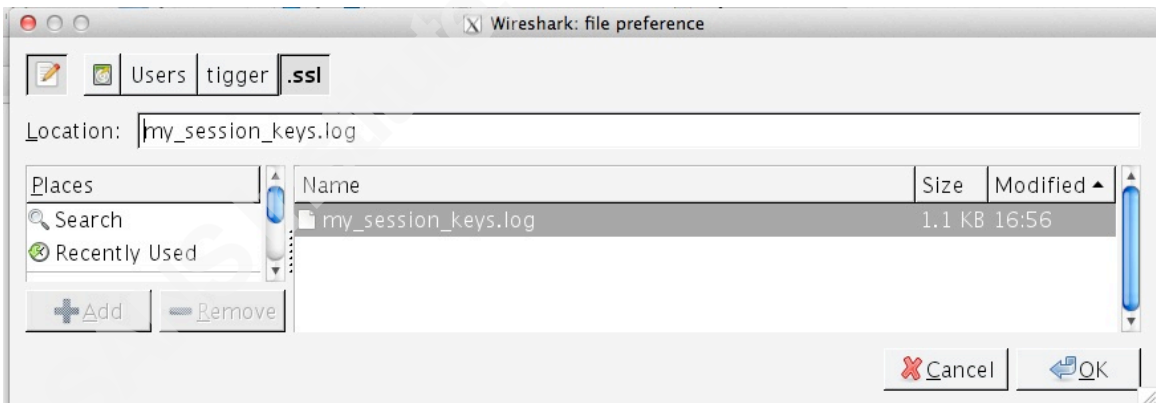 Wireshark: file preference
Users tigger .ssl
Location: my_session_keys.log
Places Name Size Modified
Search my_session_keys.log 1.1 KB 16:56
Recently Used
Add Remove
Cancel OK